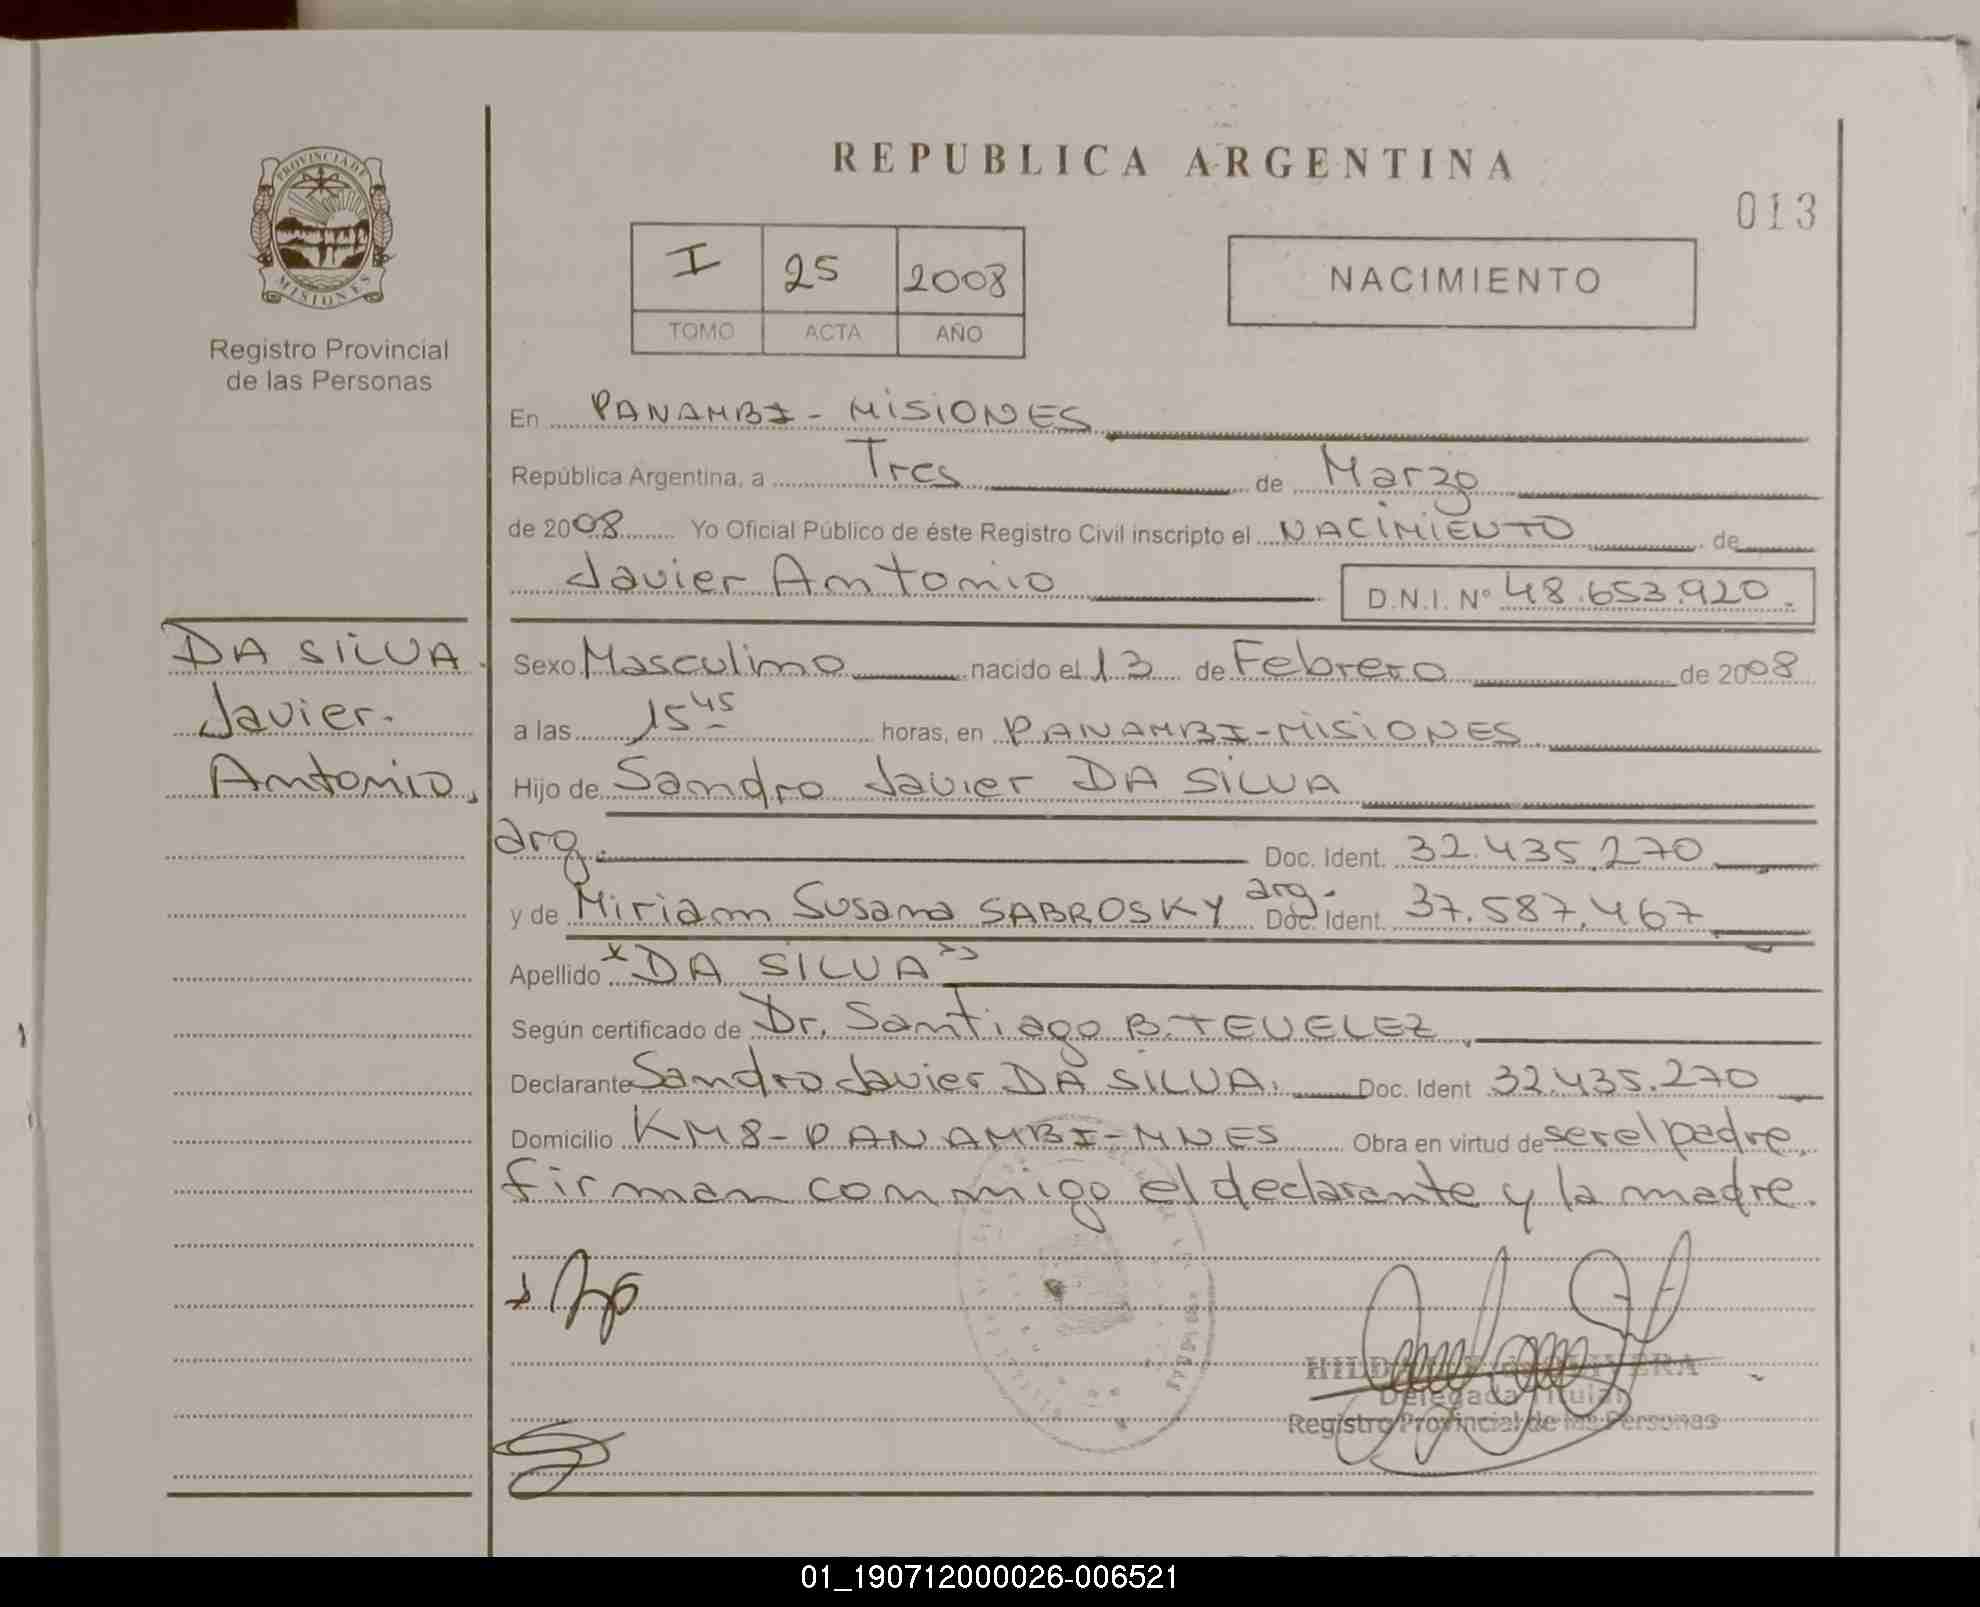 PROVINCIA DE
MISIONES
Registro Provincial
de las Personas
DA SILVA.
Javier.
Antonio.
REPUBLICA ARGENTINA
013
I 25 2008
TOMO ACTA AÑO
NACIMIENTO
En PANAMBI - MISIONES
República Argentina, a Tres de Marzo
de 2008 Yo Oficial Público de éste Registro Civil inscripto el NACIMIENTO de
Javier Antonio D.N.I. N° 48.653.920.
Sexo Masculino nacido el 13 de Febrero de 2008
a las 15 45 horas, en PANAMBI-MISIONES
Hijo de Sandro Javier DA SILVA
arg. Doc. Ident. 32.435.270
y de Miriam Susana SABROSKY arg. Doc. Ident. 37.587.467
Apellido "DA SILVA"
Según certificado de Dr. Santiago B. TEVELEZ
Declarante Sandro Javier DA SILVA. Doc. Ident 32.435.270
Domicilio KM8-PANAMBI-MNES Obra en virtud de ser el padre.
firman conmigo el declarante y la madre.
Delegada Titular
Registro Provincial de las Personas
01_190712000026-006521